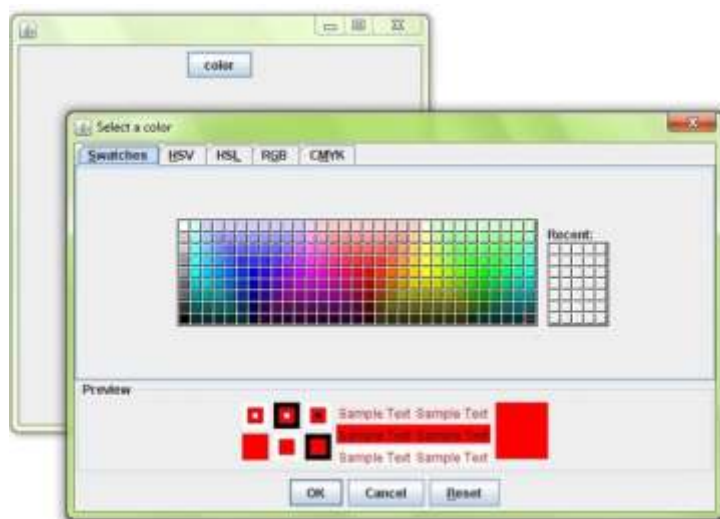 color
Select a color
Swatches HSV HSL RGB CMYK
Recent:
Preview
Sample Text Sample Text
Sample Text Sample Text
Sample Text Sample Text
OK Cancel Reset